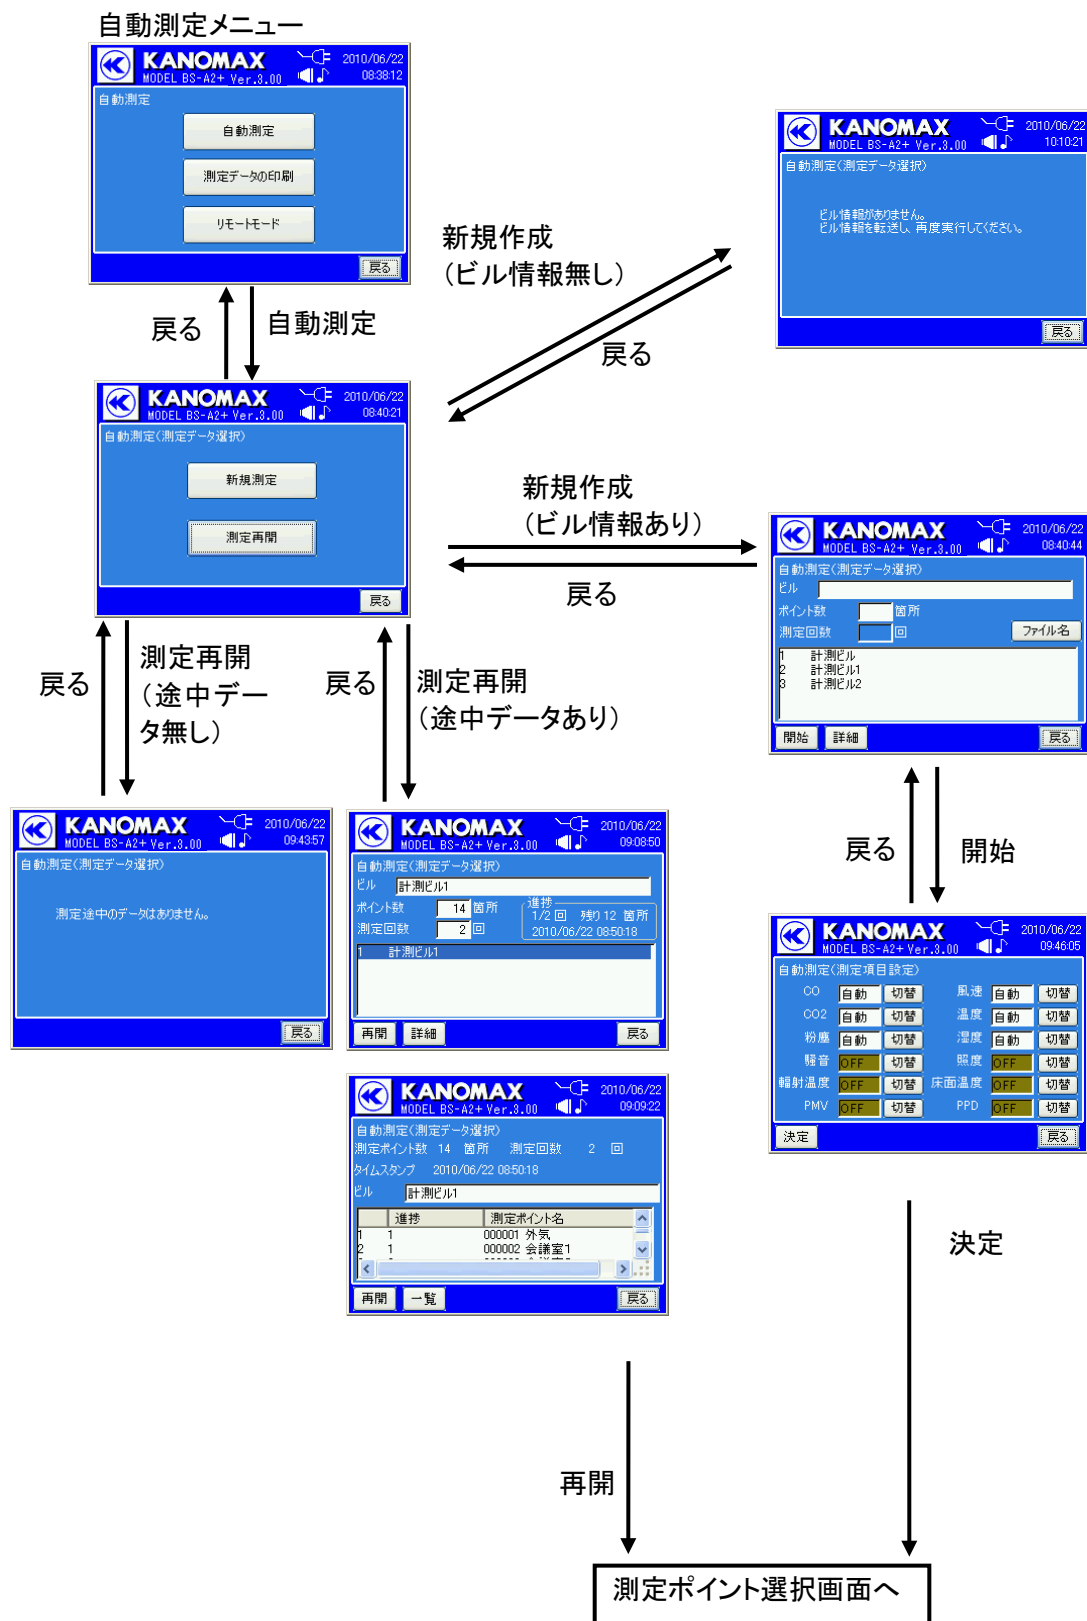 自動測定メニュー
KANOMAX
MODEL BS-A2+ Ver.3.00
2010/06/22
08:38:12
自動測定
自動測定
測定データの印刷
リモートモード
戻る
KANOMAX
MODEL BS-A2+ Ver.3.00
2010/06/22
10:10:21
自動測定(測定データ選択)
ビル情報がありません。
ビル情報を転送し、再度実行してください。
戻る
新規作成
(ビル情報無し)
戻る
戻る
自動測定
KANOMAX
MODEL BS-A2+ Ver.3.00
2010/06/22
08:40:21
自動測定(測定データ選択)
新規測定
測定再開
戻る
新規作成
(ビル情報あり)
戻る
KANOMAX
MODEL BS-A2+ Ver.3.00
2010/06/22
08:40:44
自動測定(測定データ選択)
ビル
ポイント数 箇所
測定回数 回 ファイル名
1 計測ビル
2 計測ビル1
3 計測ビル2
開始 詳細 戻る
戻る
測定再開
(途中デー
タ無し)
戻る
測定再開
(途中データあり)
戻る
開始
KANOMAX
MODEL BS-A2+ Ver.3.00
2010/06/22
09:43:57
自動測定(測定データ選択)
測定途中のデータはありません。
戻る
KANOMAX
MODEL BS-A2+ Ver.3.00
2010/06/22
09:08:50
自動測定(測定データ選択)
ビル 計測ビル1
ポイント数 14 箇所
測定回数 2 回
進捗
1/2 回 残り 12 箇所
2010/06/22 08:50:18
1 計測ビル1
再開 詳細 戻る
KANOMAX
MODEL BS-A2+ Ver.3.00
2010/06/22
09:46:05
自動測定(測定項目設定)
CO 自動 切替 風速 自動 切替
CO2 自動 切替 温度 自動 切替
粉塵 自動 切替 湿度 自動 切替
騒音 OFF 切替 照度 OFF 切替
輻射温度 OFF 切替 床面温度 OFF 切替
PMV OFF 切替 PPD OFF 切替
決定 戻る
KANOMAX
MODEL BS-A2+ Ver.3.00
2010/06/22
09:09:22
自動測定(測定データ選択)
測定ポイント数 14 箇所 測定回数 2 回
タイムスタンプ 2010/06/22 08:50:18
ビル 計測ビル1
進捗 測定ポイント名
1 1 000001 外気
2 1 000002 会議室1
再開 一覧 戻る
決定
再開
測定ポイント選択画面へ